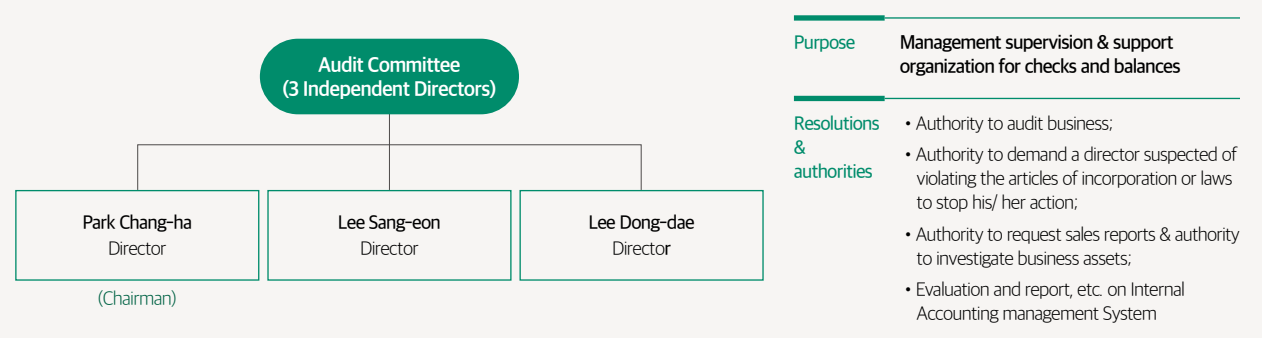 Audit Committee
(3 Independent Directors)
Park Chang-ha
Director
(Chairman)
Lee Sang-eon
Director
Lee Dong-dae
Director
Purpose
Management supervision & support
organization for checks and balances
Resolutions
&
authorities
• Authority to audit business;
• Authority to demand a director suspected of
violating the articles of incorporation or laws
to stop his/ her action;
• Authority to request sales reports & authority
to investigate business assets;
• Evaluation and report, etc. on Internal
Accounting management System